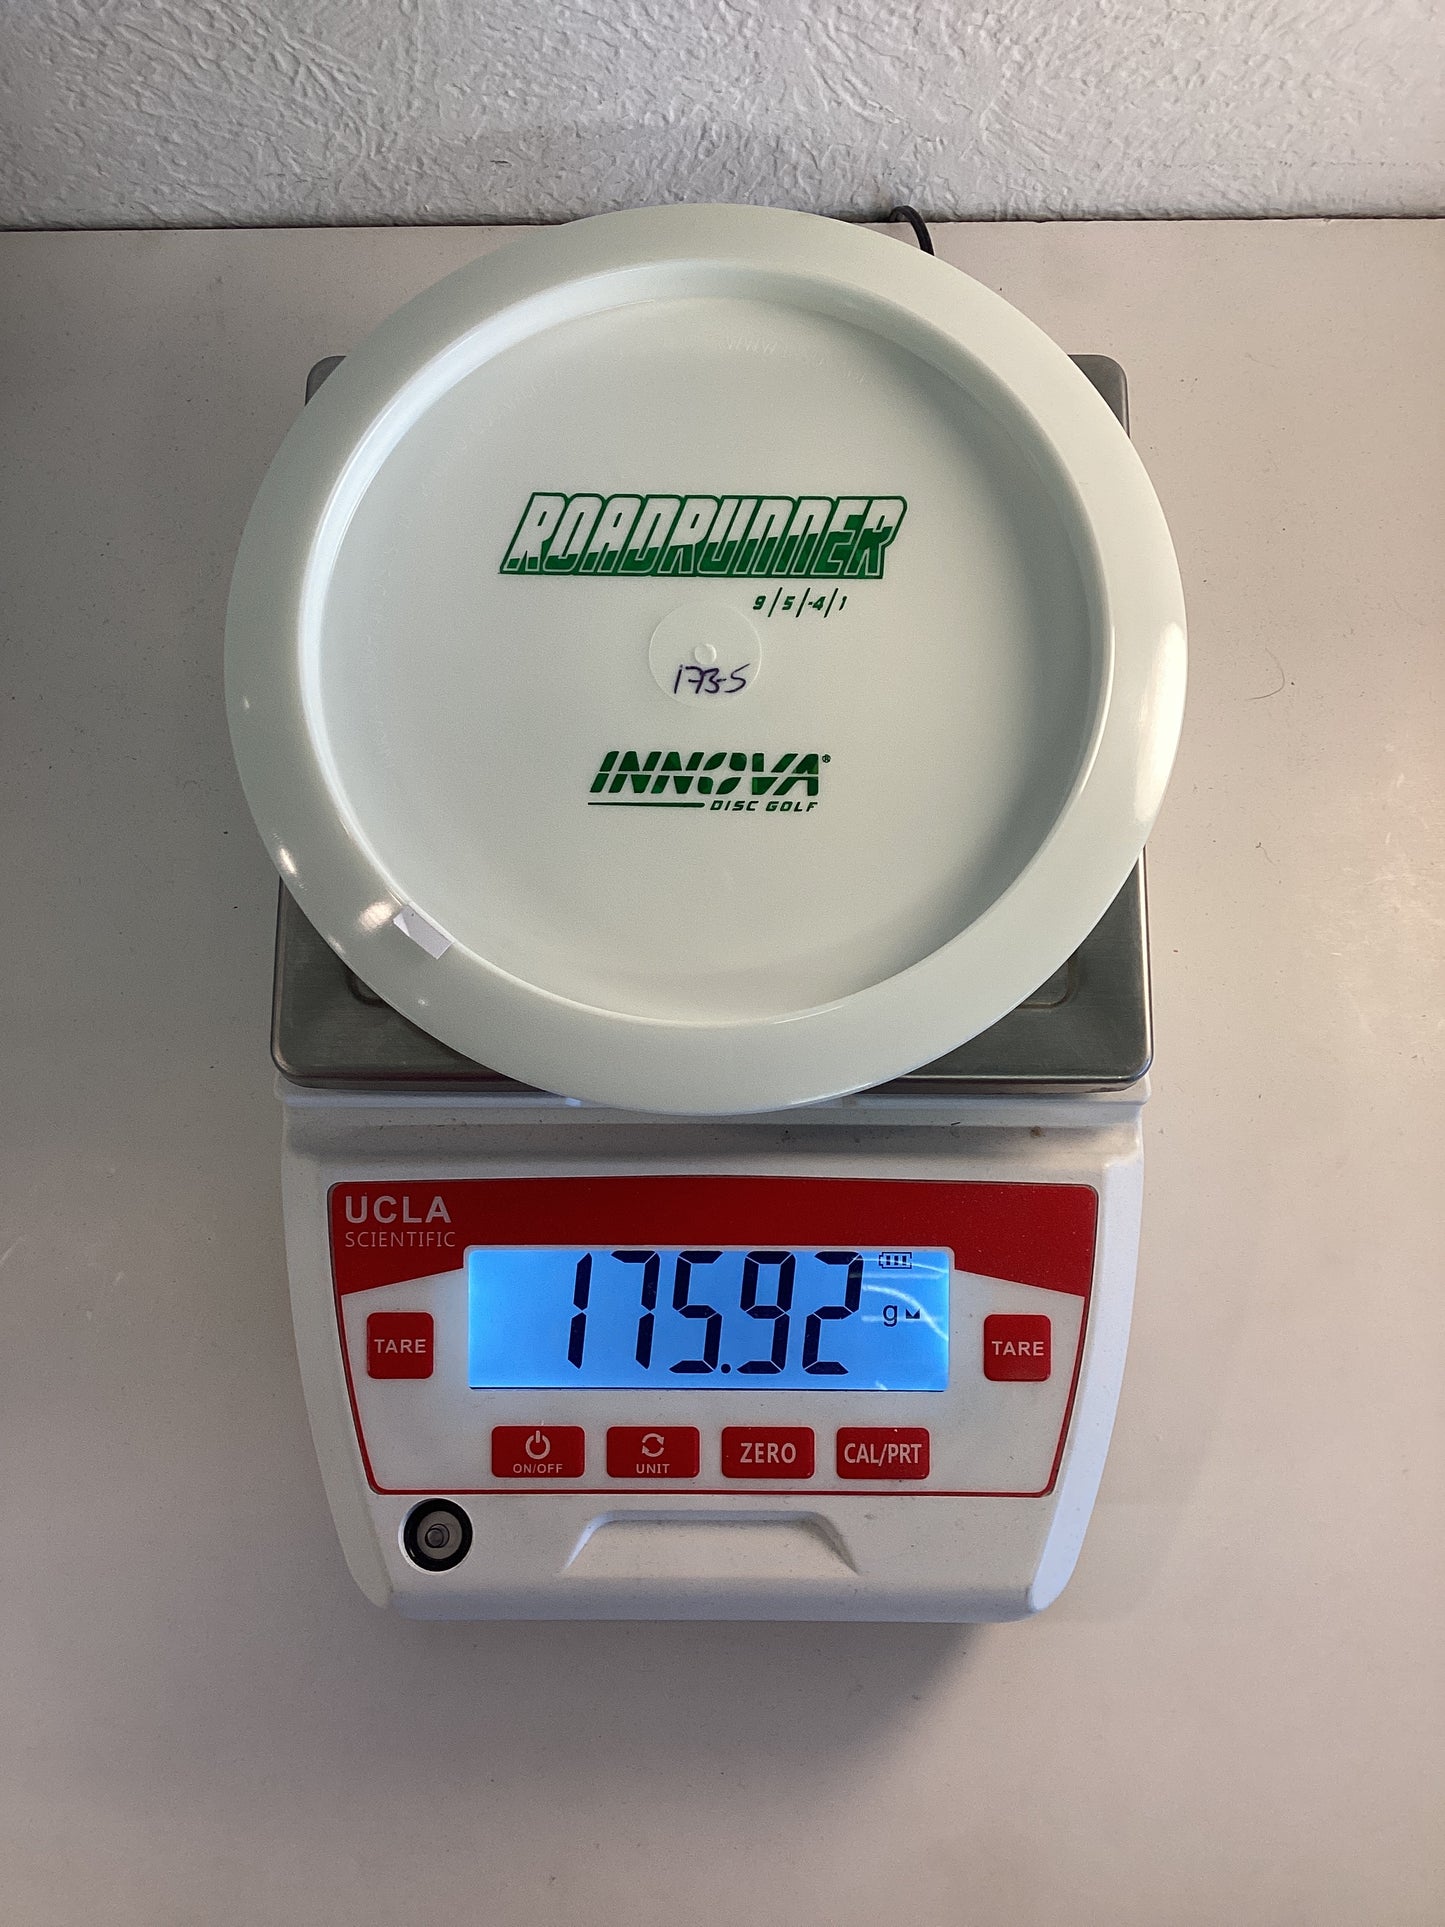 ROADRUNNER
9/5/-4/1
173-5
INNOVA®
DISC GOLF
UCLA
SCIENTIFIC
175.92
g
TARE
TARE
ON/OFF
UNIT
ZERO
CAL/PRT